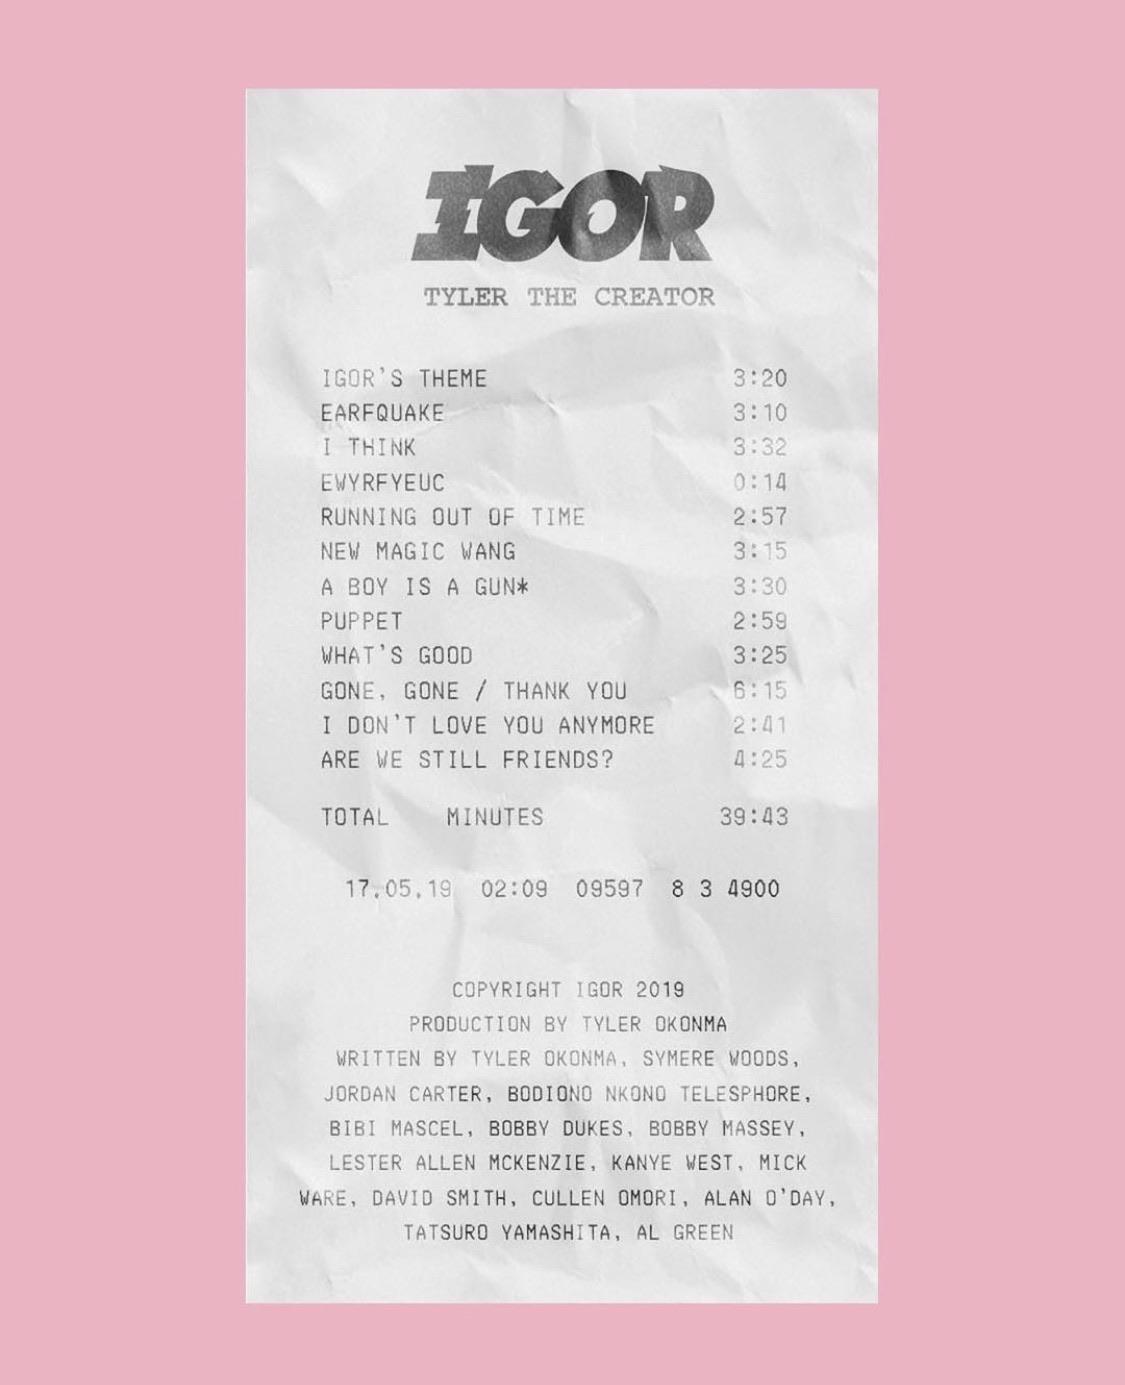 IGOR
TYLER THE CREATOR
IGOR'S THEME 3:20
EARFQUAKE 3:10
I THINK 3:32
EWYRFYEUC 0:14
RUNNING OUT OF TIME 2:57
NEW MAGIC WANG 3:15
A BOY IS A GUN* 3:30
PUPPET 2:59
WHAT'S GOOD 3:25
GONE, GONE / THANK YOU 6:15
I DON'T LOVE YOU ANYMORE 2:41
ARE WE STILL FRIENDS? 4:25
TOTAL MINUTES 39:43
17.05.19 02:09 09597 8 3 4900
COPYRIGHT IGOR 2019
PRODUCTION BY TYLER OKONMA
WRITTEN BY TYLER OKONMA, SYMERE WOODS,
JORDAN CARTER, BODIONO NKONO TELESPHORE,
BIBI MASCEL, BOBBY DUKES, BOBBY MASSEY,
LESTER ALLEN MCKENZIE, KANYE WEST, MICK
WARE, DAVID SMITH, CULLEN OMORI, ALAN O'DAY,
TATSURO YAMASHITA, AL GREEN